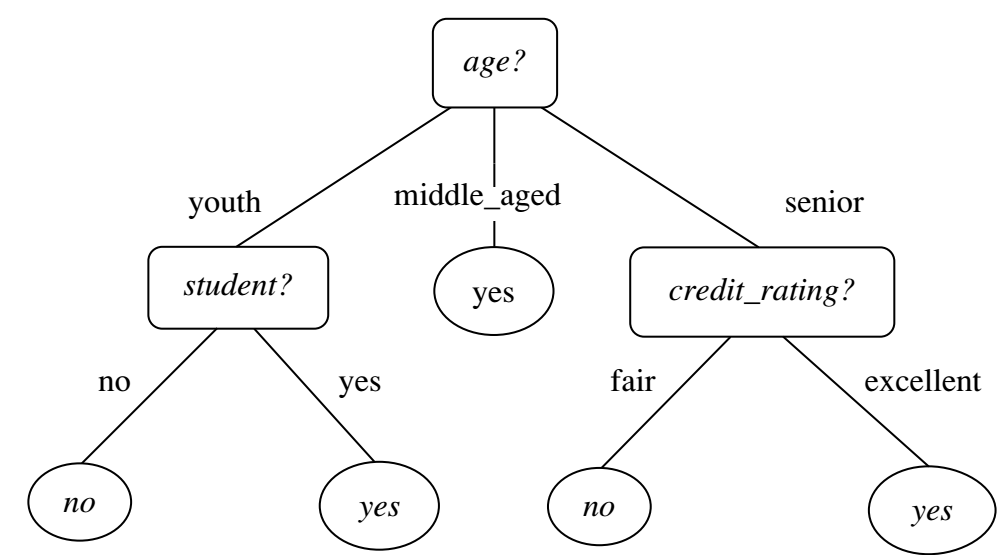 age?
youth
middle_aged
senior
student?
yes
credit_rating?
no
yes
fair
excellent
no
yes
no
yes